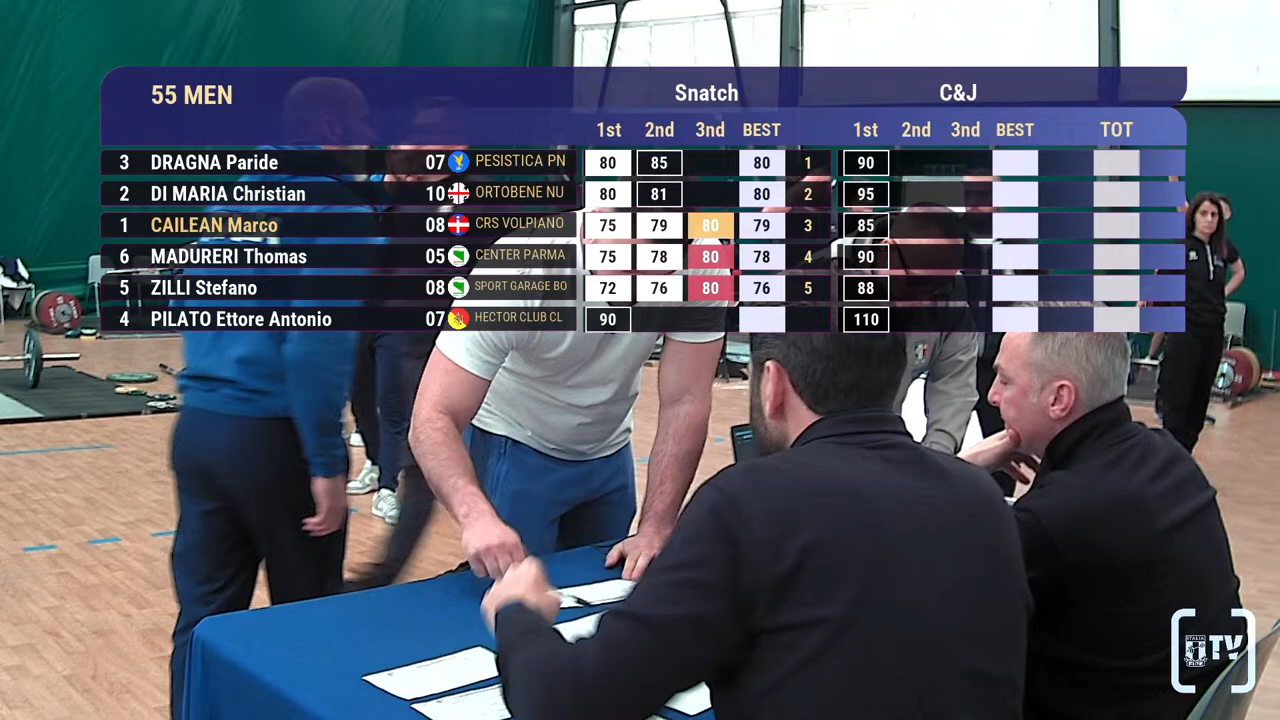 55 MEN Snatch C&J
1st 2nd 3nd BEST 1st 2nd 3nd BEST TOT
3 DRAGNA Paride 07 PESISTICA PN 80 85 80 1 90
2 DI MARIA Christian 10 ORTOBENE NU 80 81 80 2 95
1 CAILEAN Marco 08 CRS VOLPIANO 75 79 80 79 3 85
6 MADURERI Thomas 05 CENTER PARMA 75 78 80 78 4 90
5 ZILLI Stefano 08 SPORT GARAGE BO 72 76 80 76 5 88
4 PILATO Ettore Antonio 07 HECTOR CLUB CL 90 110
ITALIA
TV